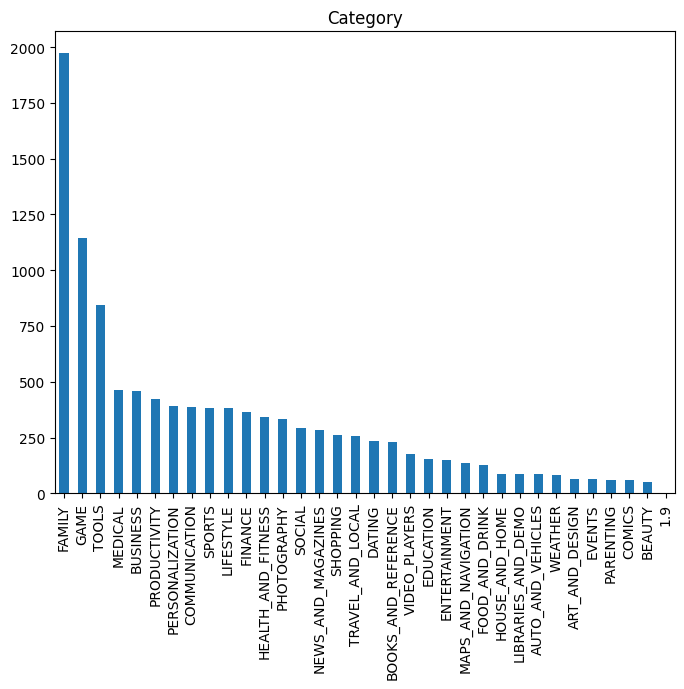 Category
2000
1750
1500
1250
1000
750
500
250
0
FAMILY
GAME
TOOLS
MEDICAL
BUSINESS
PRODUCTIVITY
PERSONALIZATION
COMMUNICATION
SPORTS
LIFESTYLE
FINANCE
HEALTH_AND_FITNESS
PHOTOGRAPHY
SOCIAL
NEWS_AND_MAGAZINES
SHOPPING
TRAVEL_AND_LOCAL
DATING
BOOKS_AND_REFERENCE
VIDEO_PLAYERS
EDUCATION
ENTERTAINMENT
MAPS_AND_NAVIGATION
FOOD_AND_DRINK
HOUSE_AND_HOME
LIBRARIES_AND_DEMO
AUTO_AND_VEHICLES
WEATHER
ART_AND_DESIGN
EVENTS
PARENTING
COMICS
BEAUTY
1.9